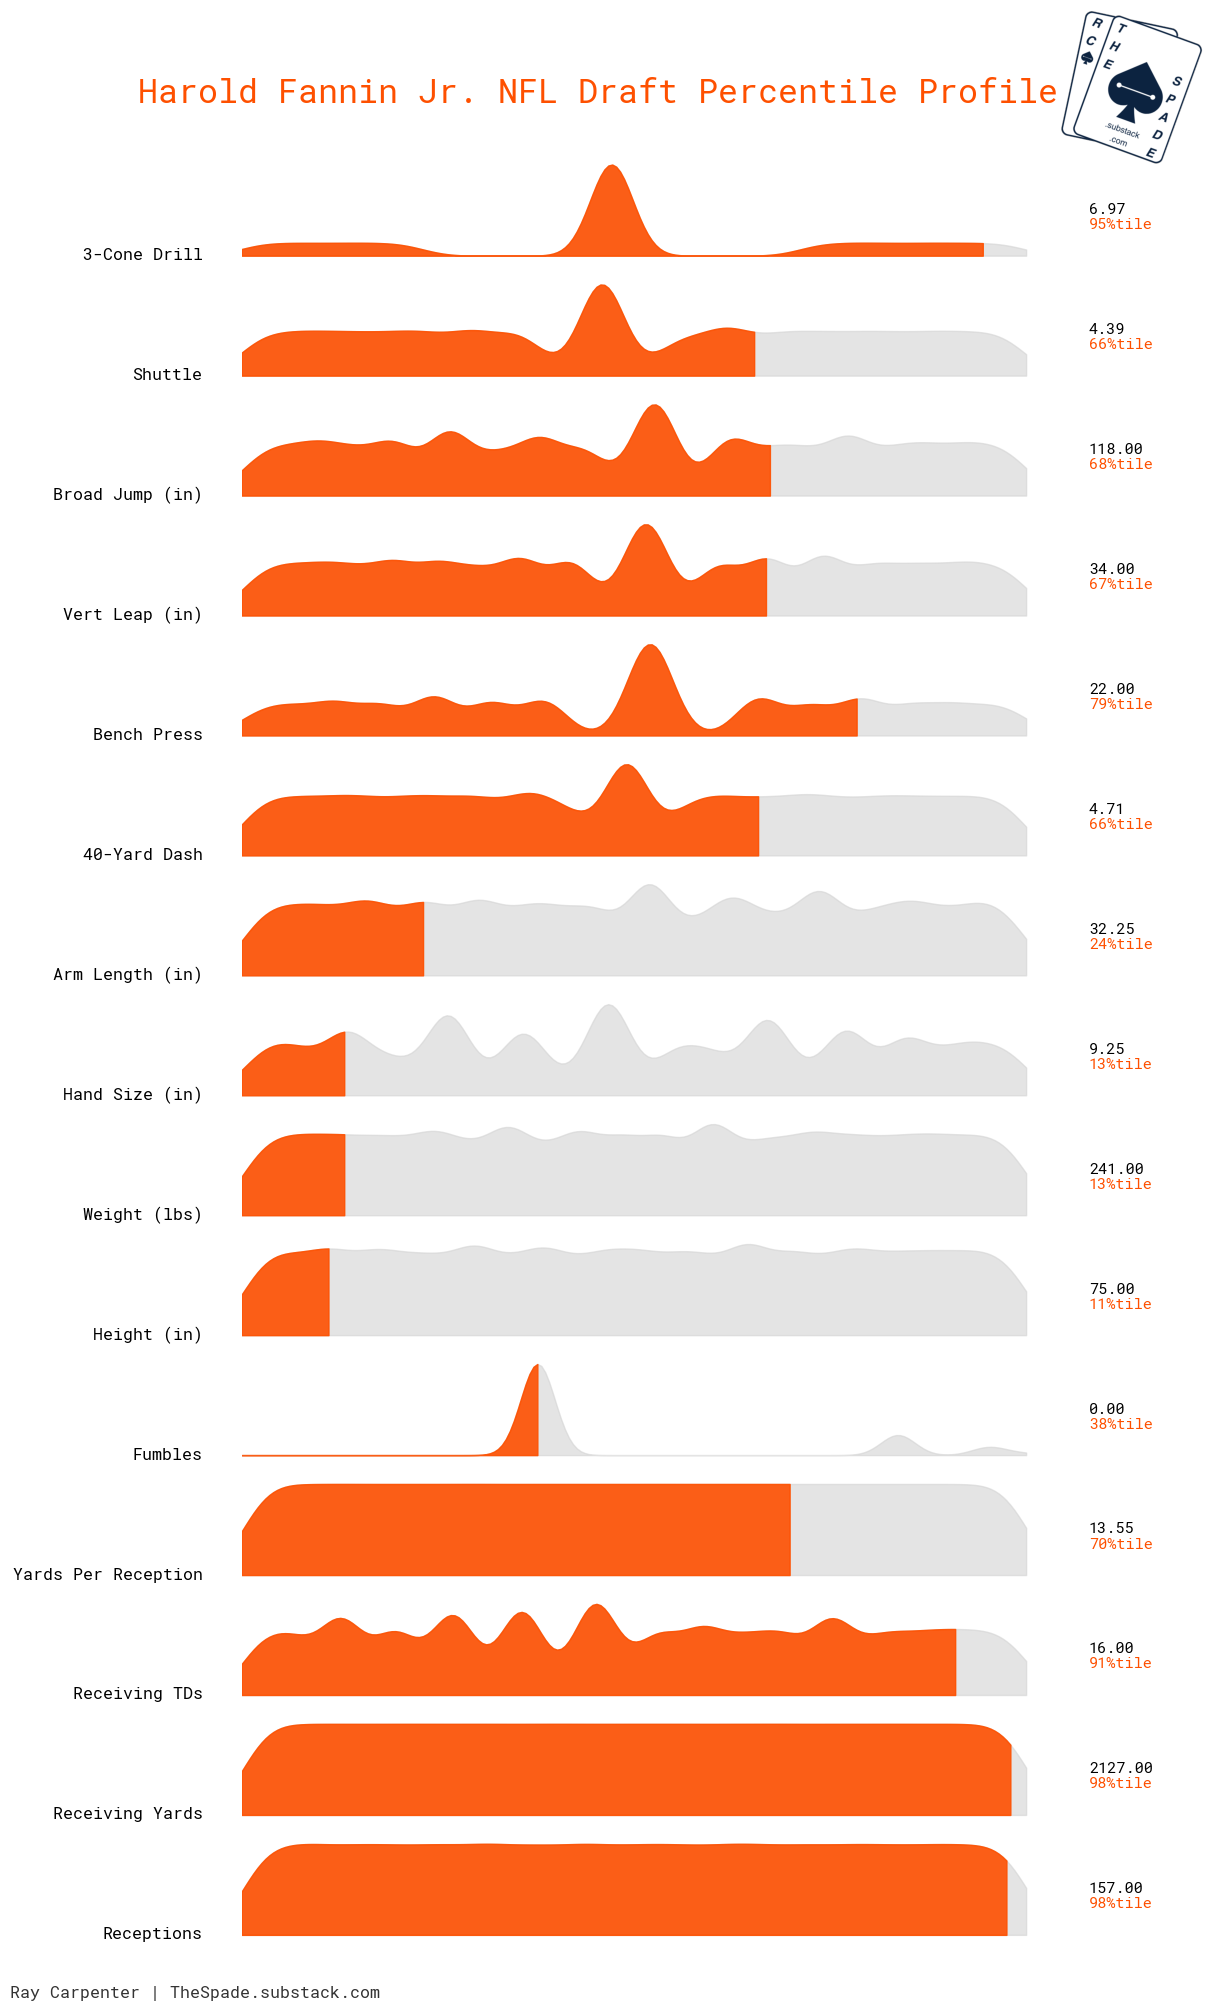 Harold Fannin Jr. NFL Draft Percentile Profile
R
C
THE
SPADE
.substack
.com
3-Cone Drill
6.97
95%tile
Shuttle
4.39
66%tile
Broad Jump (in)
118.00
68%tile
Vert Leap (in)
34.00
67%tile
Bench Press
22.00
79%tile
40-Yard Dash
4.71
66%tile
Arm Length (in)
32.25
24%tile
Hand Size (in)
9.25
13%tile
Weight (lbs)
241.00
13%tile
Height (in)
75.00
11%tile
Fumbles
0.00
38%tile
Yards Per Reception
13.55
70%tile
Receiving TDs
16.00
91%tile
Receiving Yards
2127.00
98%tile
Receptions
157.00
98%tile
Ray Carpenter | TheSpade.substack.com